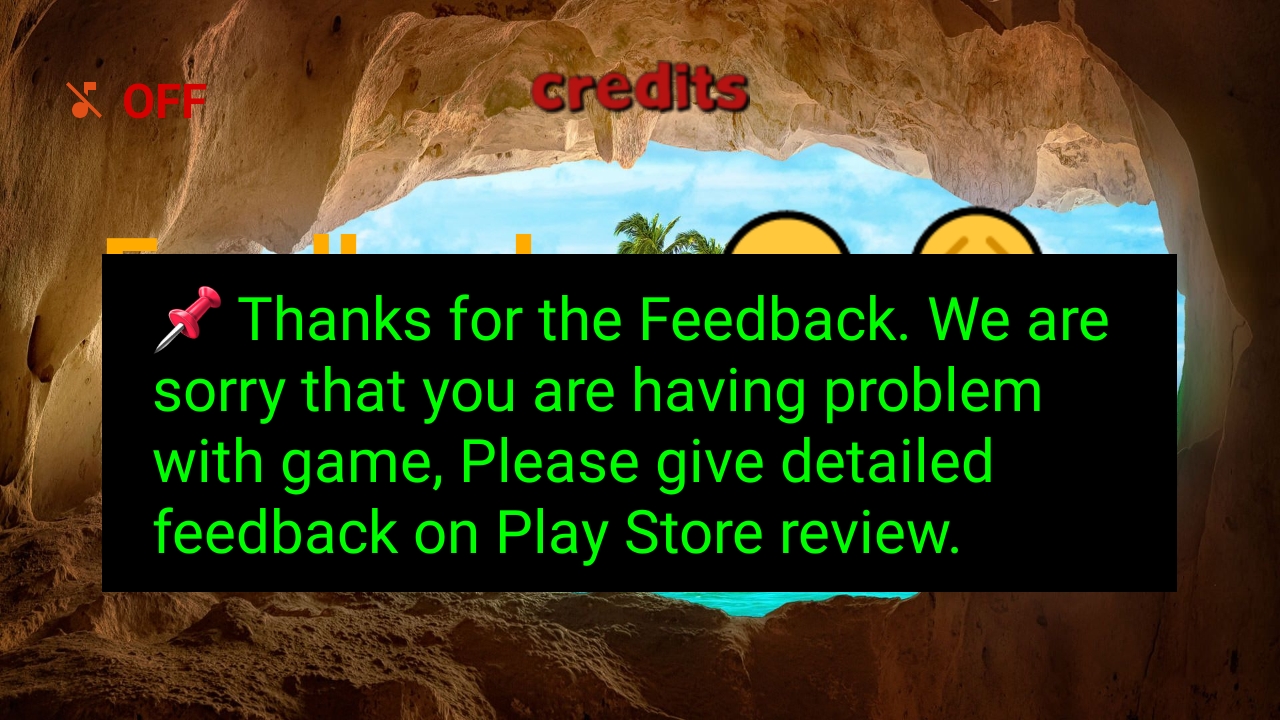 OFF
credits
📌 Thanks for the Feedback. We are
sorry that you are having problem
with game, Please give detailed
feedback on Play Store review.